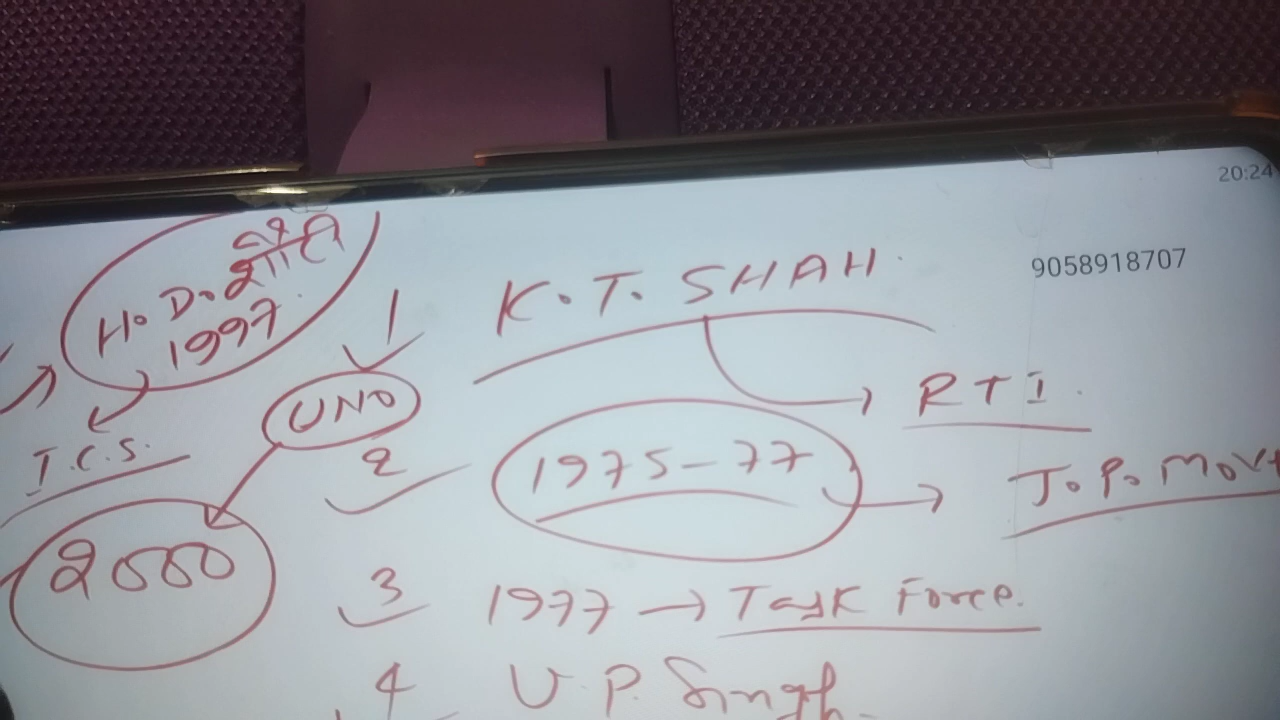 20:24
9058918707
H. D. शौरी
1997
I.C.S.
UNO
2000
1 K. T. SHAH
RTI
2 1975-77 → J. P. Mov
3 1977 → Task Force.
4 V. P. Singh